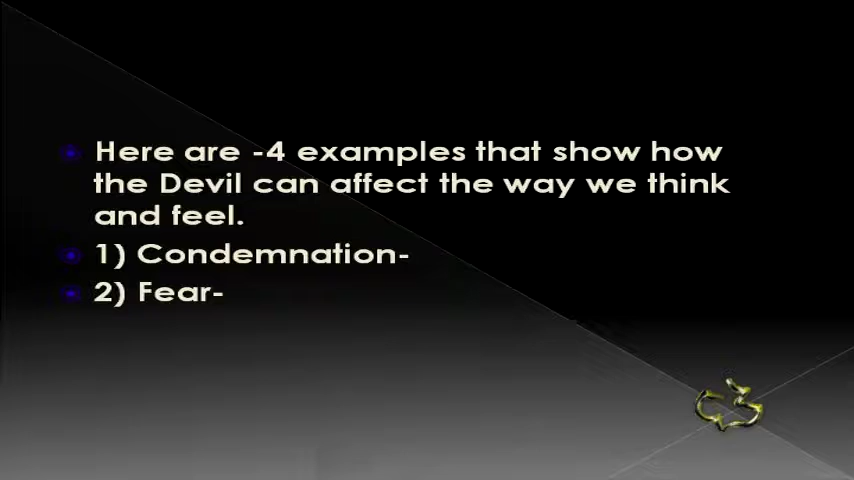 Here are -4 examples that show how
the Devil can affect the way we think
and feel.
1) Condemnation-
2) Fear-